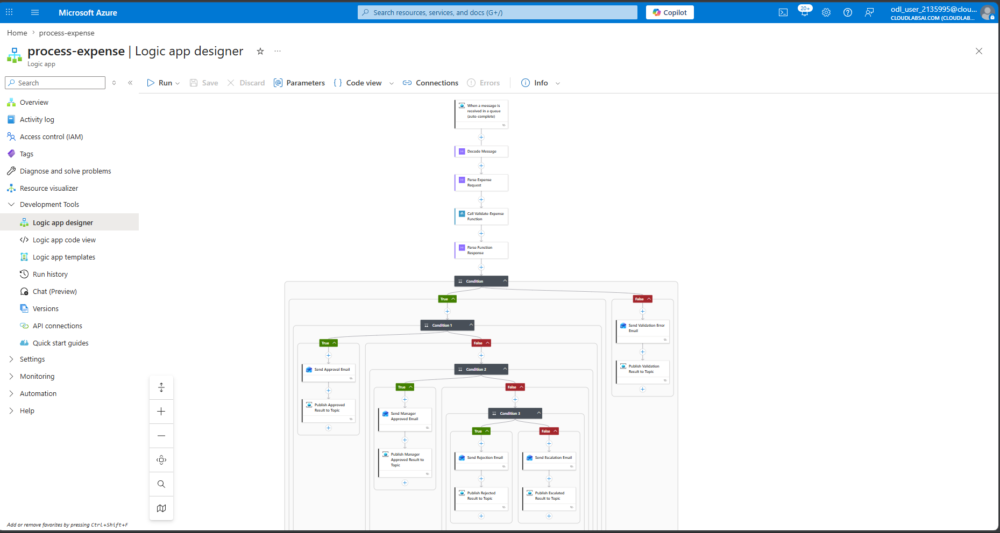 Microsoft Azure
Search resources, services, and docs (G+/)
Copilot
20+
odl_user_2135995@clou...
CLOUDLABSAI.COM (CLOUDLAB...
Home > process-expense
process-expense | Logic app designer
Logic app
Search
Run
Save
Discard
Parameters
Code view
Connections
Errors
Info
Overview
Activity log
Access control (IAM)
Tags
Diagnose and solve problems
Resource visualizer
Development Tools
Logic app designer
Logic app code view
Logic app templates
Run history
Chat (Preview)
Versions
API connections
Quick start guides
Settings
Monitoring
Automation
Help
Add or remove favorites by pressing Ctrl+Shift+F
When a message is
received in a queue
(auto-complete)
Decode Message
Parse Expense
Request
Call Validate-Expense
Function
Parse Function
Response
Condition
True
False
Condition 1
Send Validation Error
Email
Publish Validation
Result to Topic
True
False
Send Approval Email
Publish Approved
Result to Topic
Condition 2
True
False
Send Manager
Approved Email
Publish Manager
Approved Result to
Topic
Condition 3
True
False
Send Rejection Email
Publish Rejected
Result to Topic
Send Escalation Email
Publish Escalated
Result to Topic